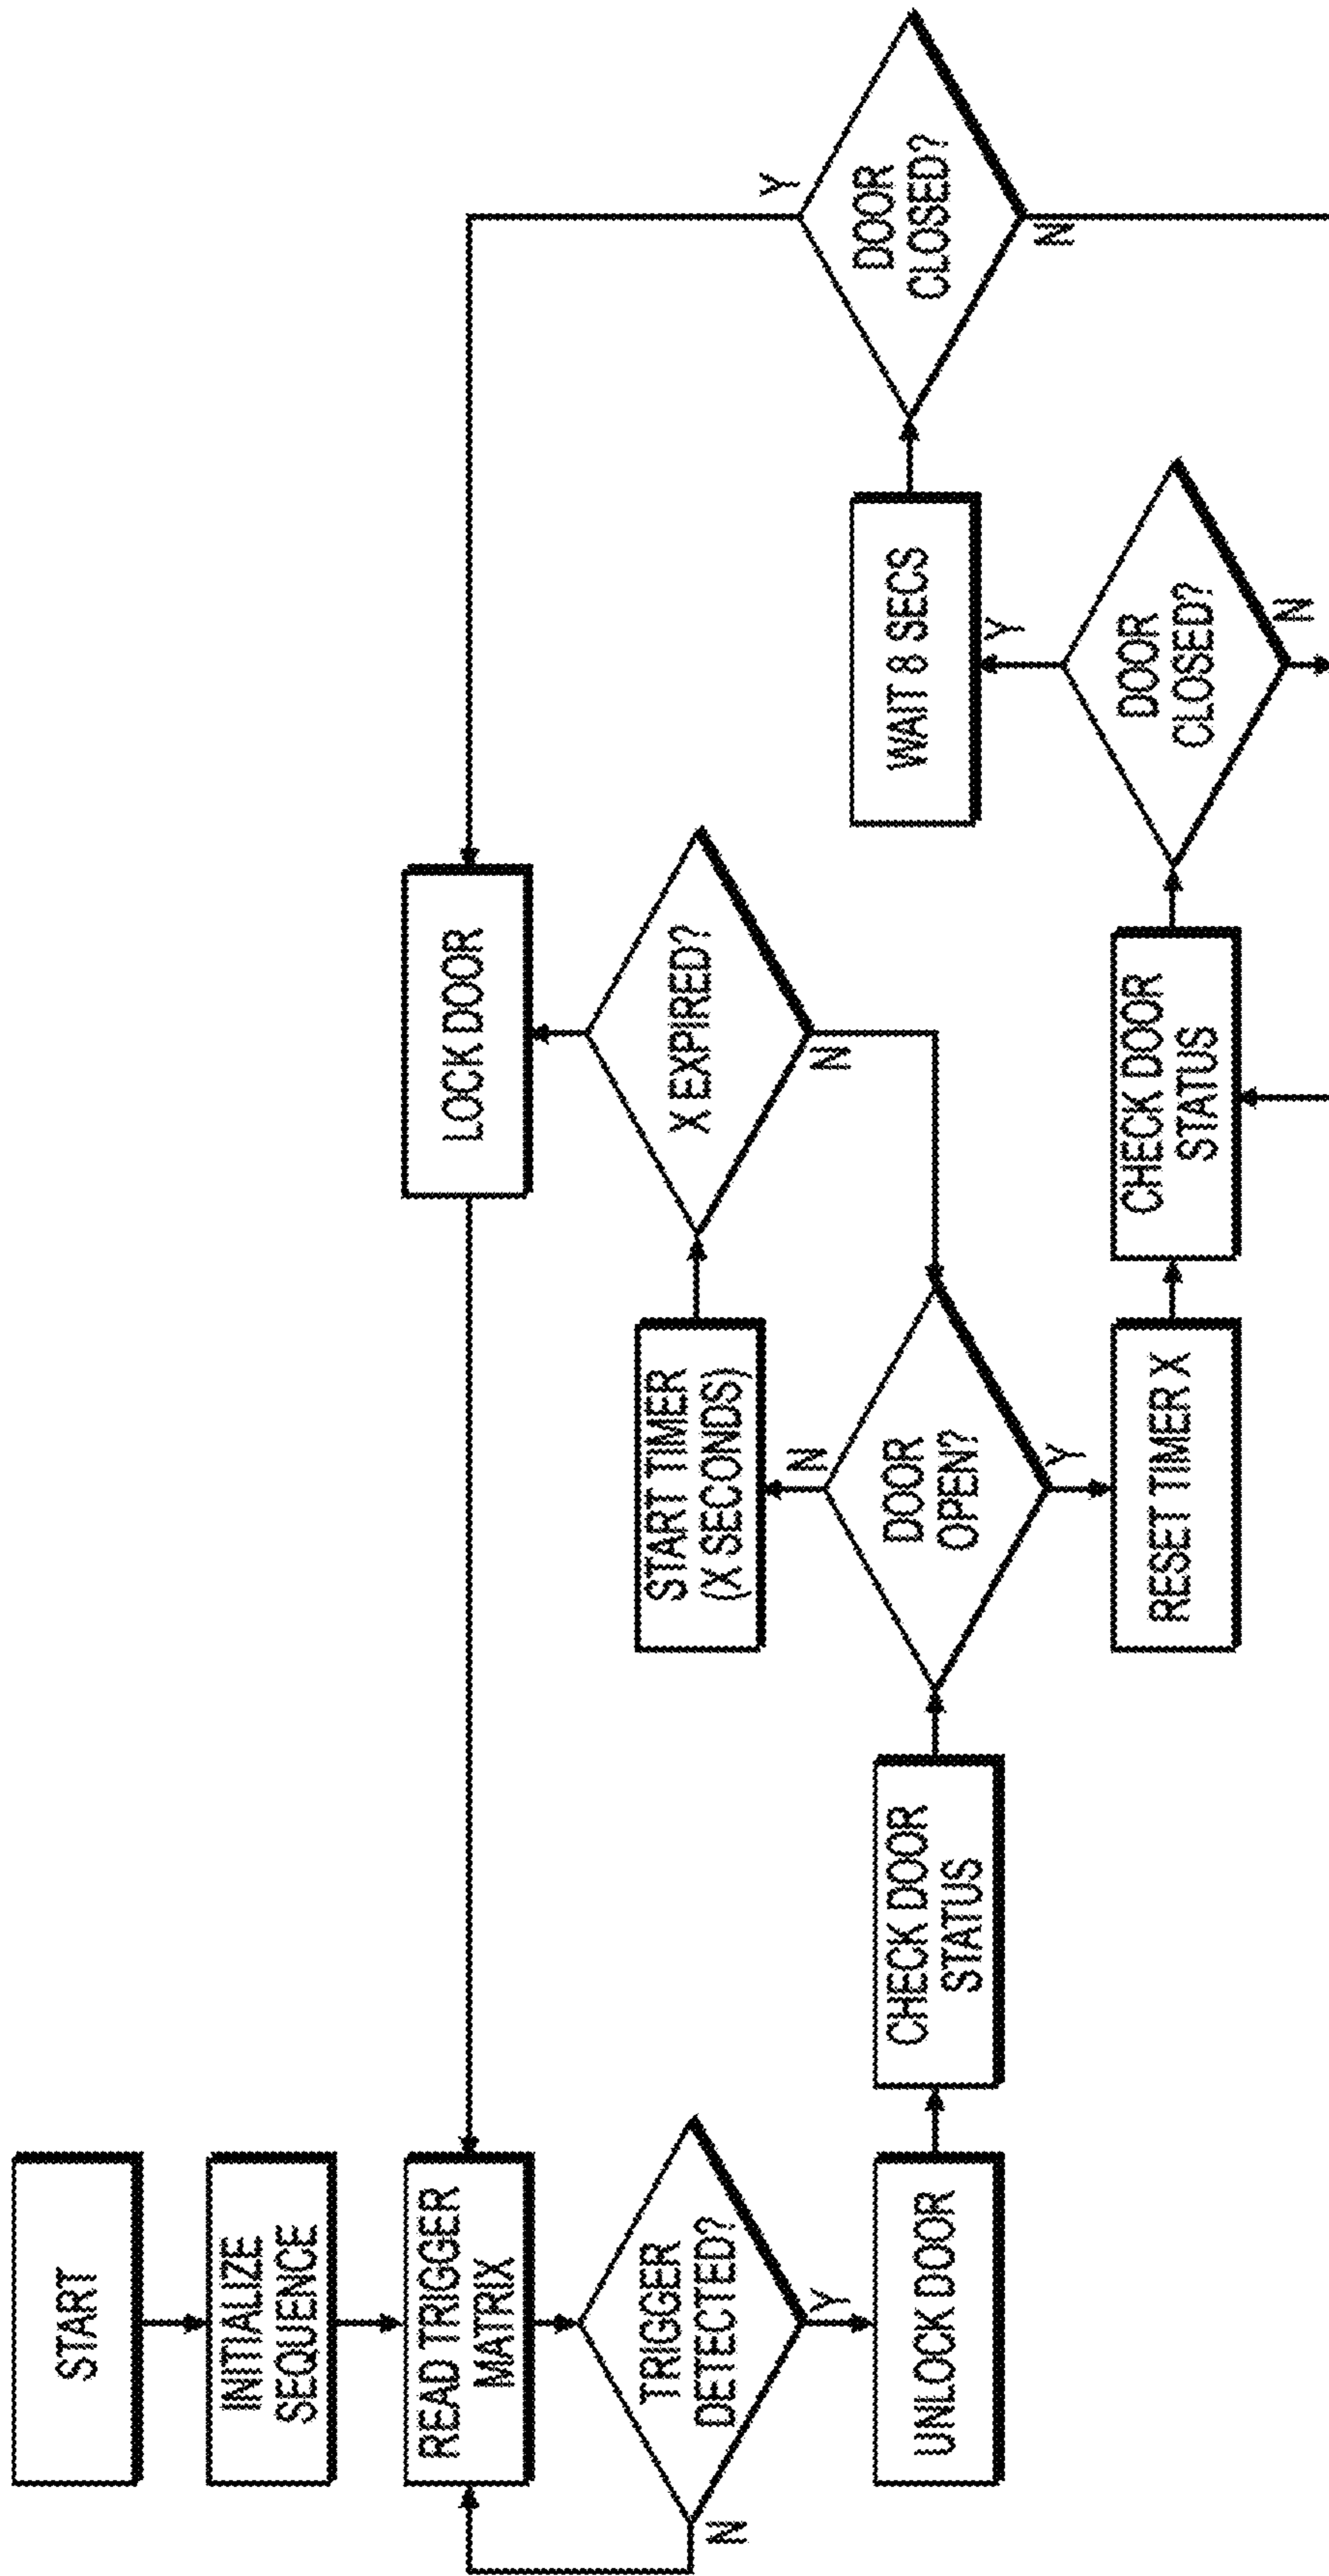 START
INITIALIZE
SEQUENCE
READ TRIGGER
MATRIX
TRIGGER
DETECTED?
N
Y
UNLOCK DOOR
CHECK DOOR
STATUS
DOOR
OPEN?
N
Y
START TIMER
(X SECONDS)
X EXPIRED?
N
LOCK DOOR
RESET TIMER X
CHECK DOOR
STATUS
DOOR
CLOSED?
Y
N
WAIT 8 SECS
DOOR
CLOSED?
Y
N